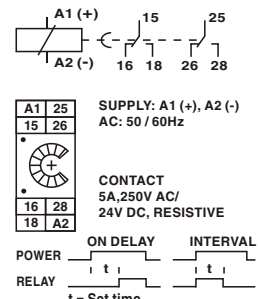 A1 (+)
15
25
A2 (-)
16 18
26 28
A1 25
15 26
SUPPLY: A1 (+), A2 (-)
AC: 50 / 60Hz
CONTACT
5A,250V AC/
24V DC, RESISTIVE
16 28
18 A2
ON DELAY INTERVAL
POWER
t t
RELAY
t = Set time